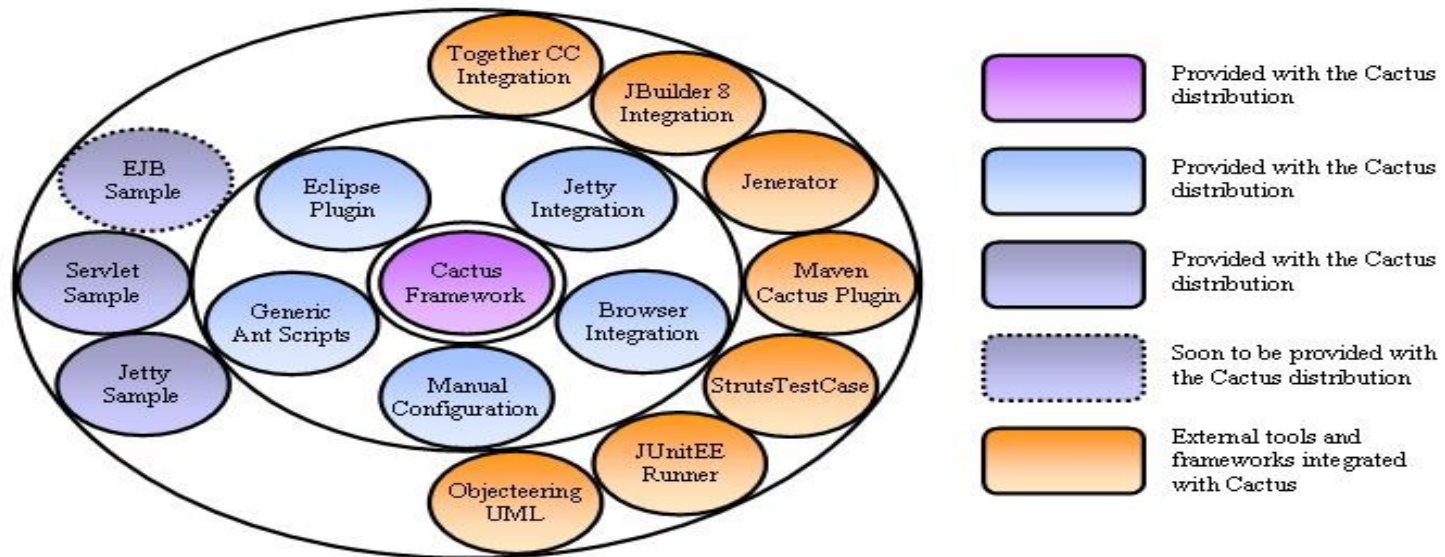 Together CC
Integration
JBuilder 8
Integration
Jenerator
Maven
Cactus Plugin
StrutsTestCase
JUnitEE
Runner
Objecteering
UML
EJB
Sample
Servlet
Sample
Jetty
Sample
Eclipse
Plugin
Jetty
Integration
Cactus
Framework
Generic
Ant Scripts
Browser
Integration
Manual
Configuration
Provided with the Cactus
distribution
Provided with the Cactus
distribution
Provided with the Cactus
distribution
Soon to be provided with
the Cactus distribution
External tools and
frameworks integrated
with Cactus